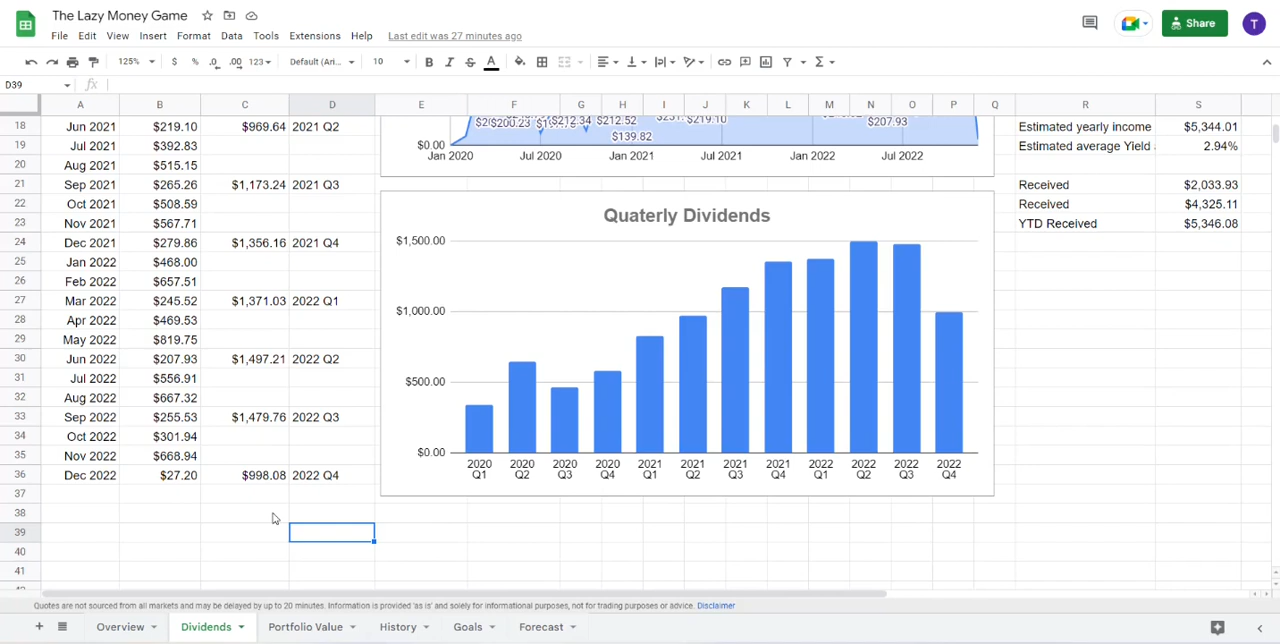 The Lazy Money Game
File Edit View Insert Format Data Tools Extensions Help Last edit was 27 minutes ago
Share
T
125% $ % .0 .00 123 Default (Ari... 10 B I S A
D39 fx
A B C D E F G H I J K L M N O P Q R S
18 Jun 2021 $219.10 $969.64 2021 Q2
19 Jul 2021 $392.83
20 Aug 2021 $515.15
21 Sep 2021 $265.26 $1,173.24 2021 Q3
22 Oct 2021 $508.59
23 Nov 2021 $567.71
24 Dec 2021 $279.86 $1,356.16 2021 Q4
25 Jan 2022 $468.00
26 Feb 2022 $657.51
27 Mar 2022 $245.52 $1,371.03 2022 Q1
28 Apr 2022 $469.53
29 May 2022 $819.75
30 Jun 2022 $207.93 $1,497.21 2022 Q2
31 Jul 2022 $556.91
32 Aug 2022 $667.32
33 Sep 2022 $255.53 $1,479.76 2022 Q3
34 Oct 2022 $301.94
35 Nov 2022 $668.94
36 Dec 2022 $27.20 $998.08 2022 Q4
37
38
39
40
41
$200.23 $212.34 $212.52 $219.10 $207.93
$139.82
$0.00
Jan 2020 Jul 2020 Jan 2021 Jul 2021 Jan 2022 Jul 2022
Quaterly Dividends
$1,500.00
$1,000.00
$500.00
$0.00
2020 2020 2020 2020 2021 2021 2021 2021 2022 2022 2022 2022
Q1 Q2 Q3 Q4 Q1 Q2 Q3 Q4 Q1 Q2 Q3 Q4
Estimated yearly income $5,344.01
Estimated average Yield 2.94%
Received $2,033.93
Received $4,325.11
YTD Received $5,346.08
Quotes are not sourced from all markets and may be delayed by up to 20 minutes. Information is provided 'as is' and solely for informational purposes, not for trading purposes or advice. Disclaimer
+ Overview Dividends Portfolio Value History Goals Forecast